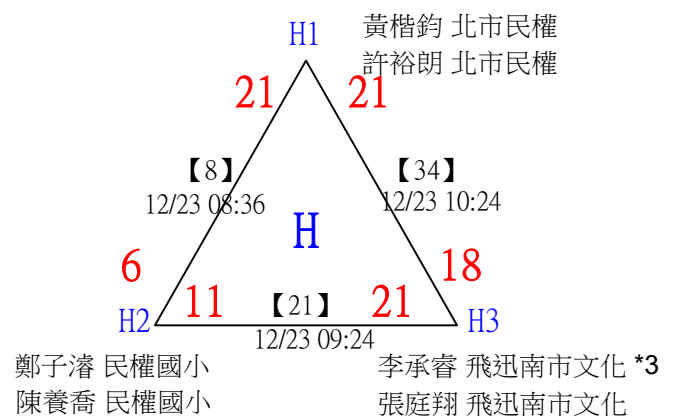 H1
黃楷鈞 北市民權
許裕朗 北市民權
21 21
【8】 【34】
12/23 08:36 12/23 10:24
H
6 18
11 【21】 21
H2 H3
12/23 09:24
鄭子濬 民權國小 李承睿 飛迅南市文化 *3
陳養喬 民權國小 張庭翔 飛迅南市文化